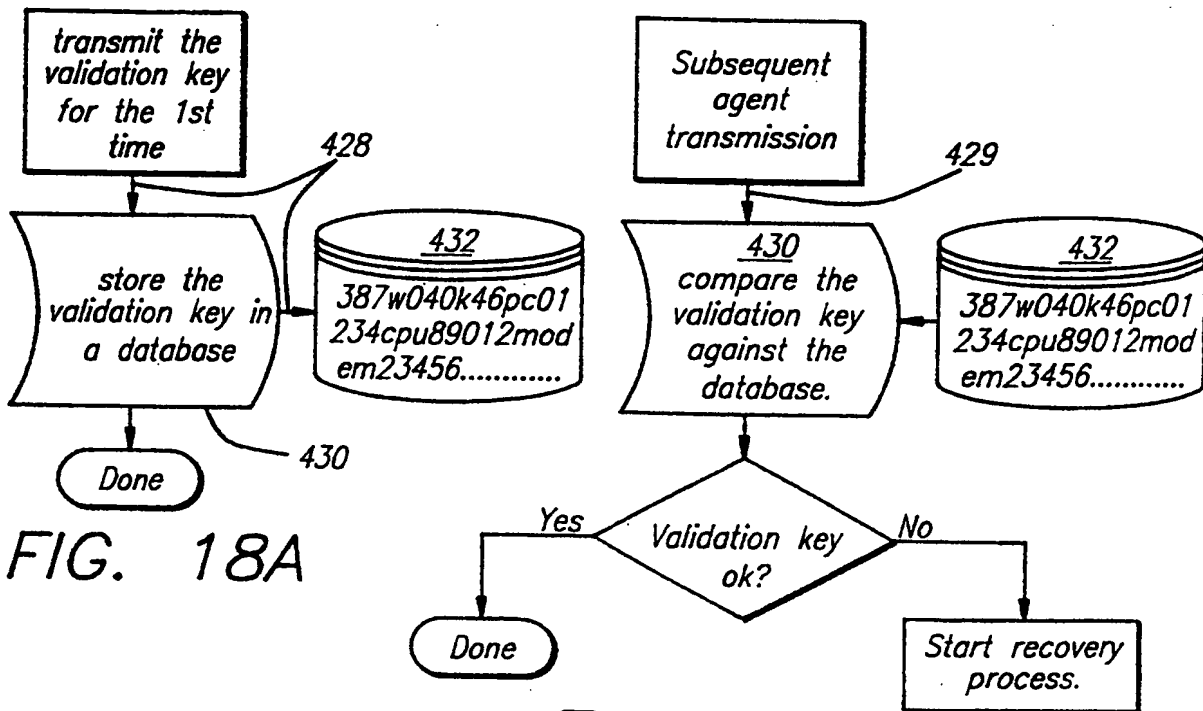 transmit the
validation key
for the 1st
time
428
store the
validation key in
a database
432
387w040k46pc01
234cpu89012mod
em23456.............
430
Done
FIG. 18A
Subsequent
agent
transmission
429
430
compare the
validation key
against the
database.
432
387w040k46pc01
234cpu89012mod
em23456............
Validation key
ok?
Yes
No
Done
Start recovery
process.